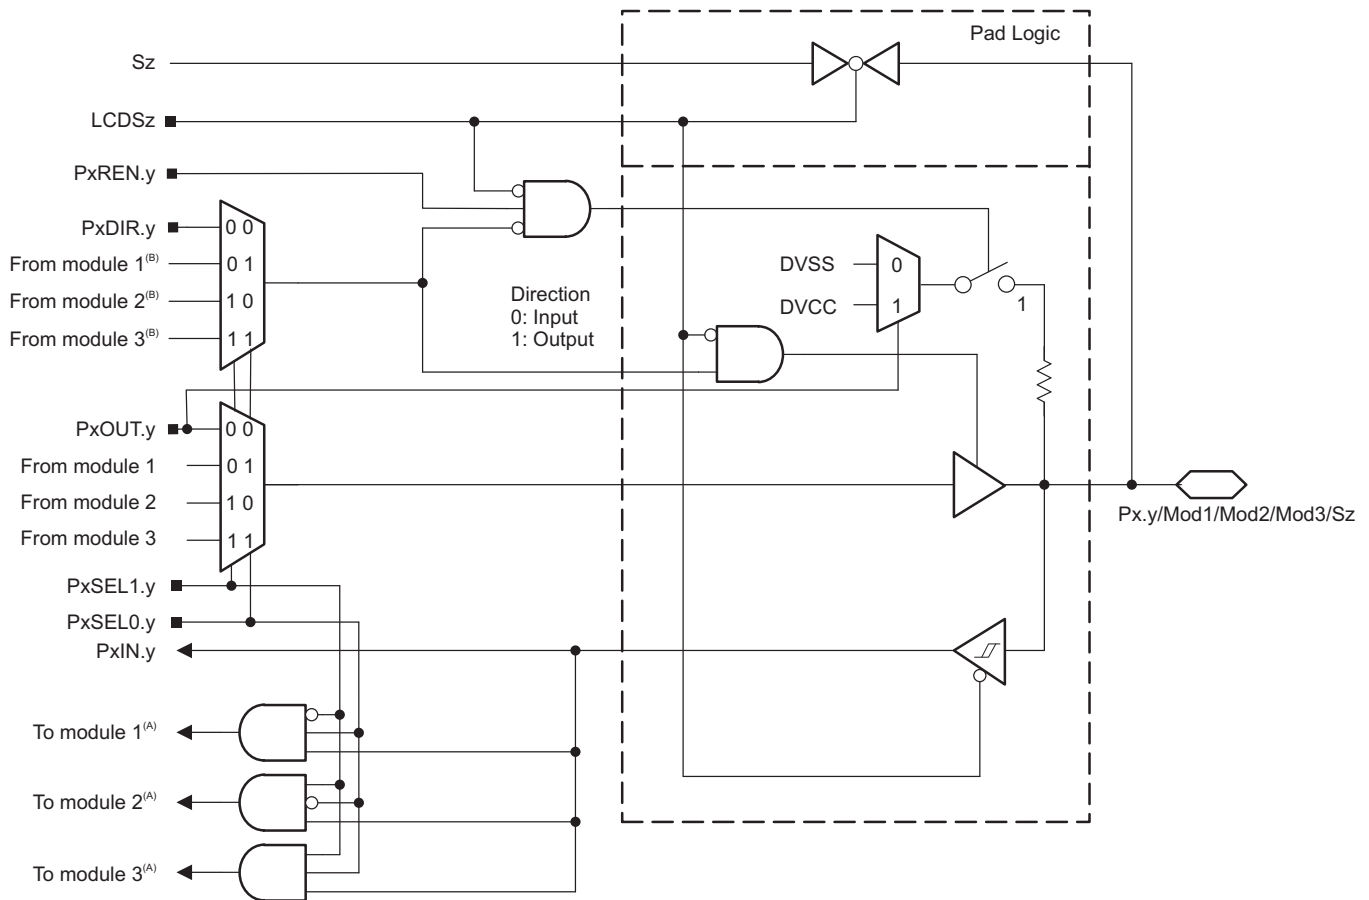 Pad Logic
Sz
LCDSz
PxREN.y
PxDIR.y
0 0
From module 1(B)
0 1
From module 2(B)
1 0
From module 3(B)
1 1
Direction
0: Input
1: Output
DVSS
0
DVCC
1
1
PxOUT.y
0 0
From module 1
0 1
From module 2
1 0
From module 3
1 1
Px.y/Mod1/Mod2/Mod3/Sz
PxSEL1.y
PxSEL0.y
PxIN.y
To module 1(A)
To module 2(A)
To module 3(A)